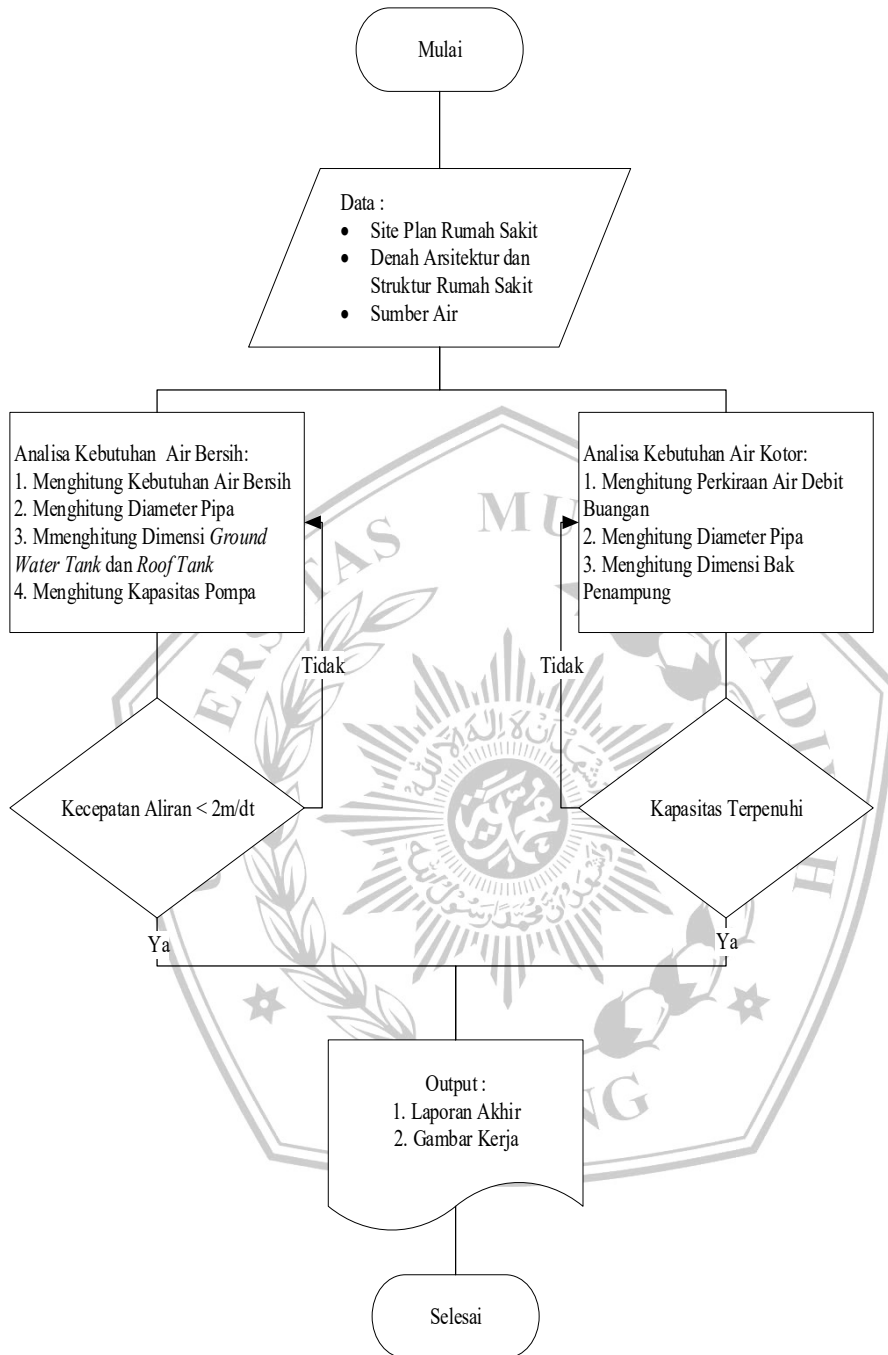 Mulai
Data :
• Site Plan Rumah Sakit
• Denah Arsitektur dan
Struktur Rumah Sakit
• Sumber Air
Analisa Kebutuhan Air Bersih:
1. Menghitung Kebutuhan Air Bersih
2. Menghitung Diameter Pipa
3. Mmenghitung Dimensi Ground
Water Tank dan Roof Tank
4. Menghitung Kapasitas Pompa
Analisa Kebutuhan Air Kotor:
1. Menghitung Perkiraan Air Debit
Buangan
2. Menghitung Diameter Pipa
3. Menghitung Dimensi Bak
Penampung
Tidak
Tidak
Kecepatan Aliran < 2m/dt
Kapasitas Terpenuhi
Ya
Ya
Output :
1. Laporan Akhir
2. Gambar Kerja
Selesai